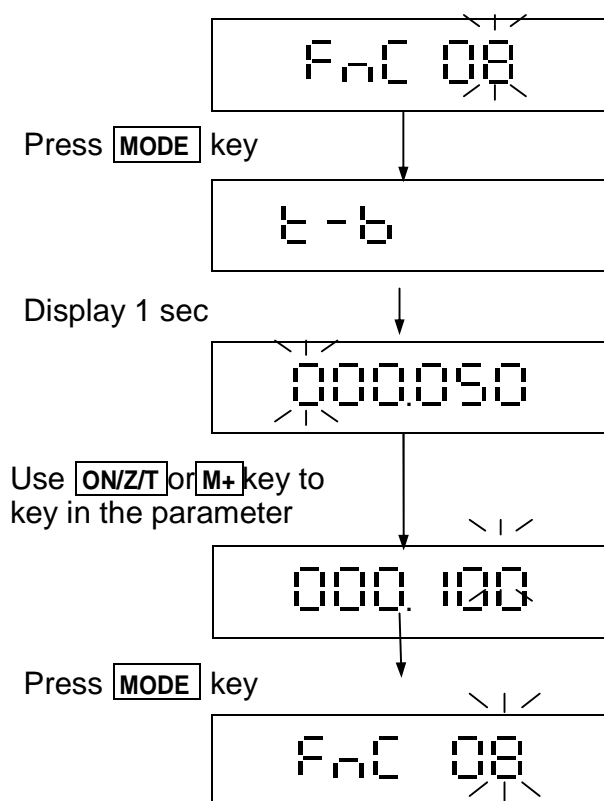 FnC 08
Press MODE key
t-b
Display 1 sec
000.050
Use ON/Z/T or M+ key to
key in the parameter
000.100
Press MODE key
FnC 08